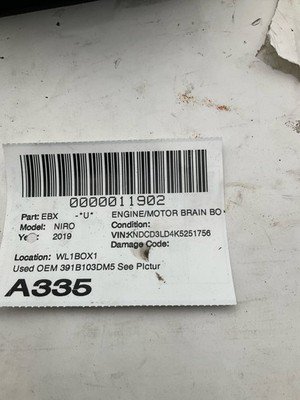 0000011902
Part: EBX -*U* ENGINE/MOTOR BRAIN BO
Model: NIRO Condition:
2019 VIN:KNDCD3LD4K5251756
Damage Code:
Location: WL1BOX1
Used OEM 391B103DM5 See Pictur
A335